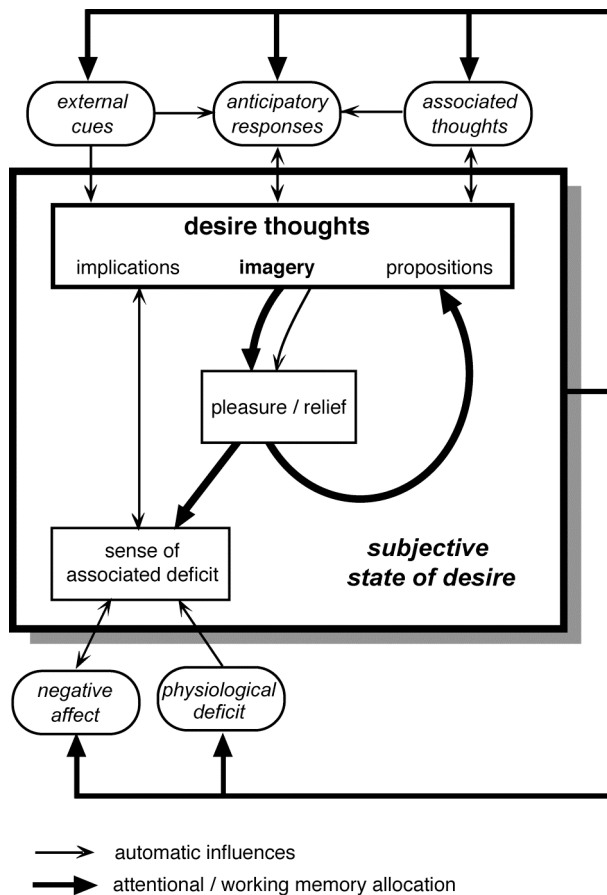 external
cues
anticipatory
responses
associated
thoughts
desire thoughts
implications
imagery
propositions
pleasure / relief
sense of
associated deficit
subjective
state of desire
negative
affect
physiological
deficit
automatic influences
attentional / working memory allocation